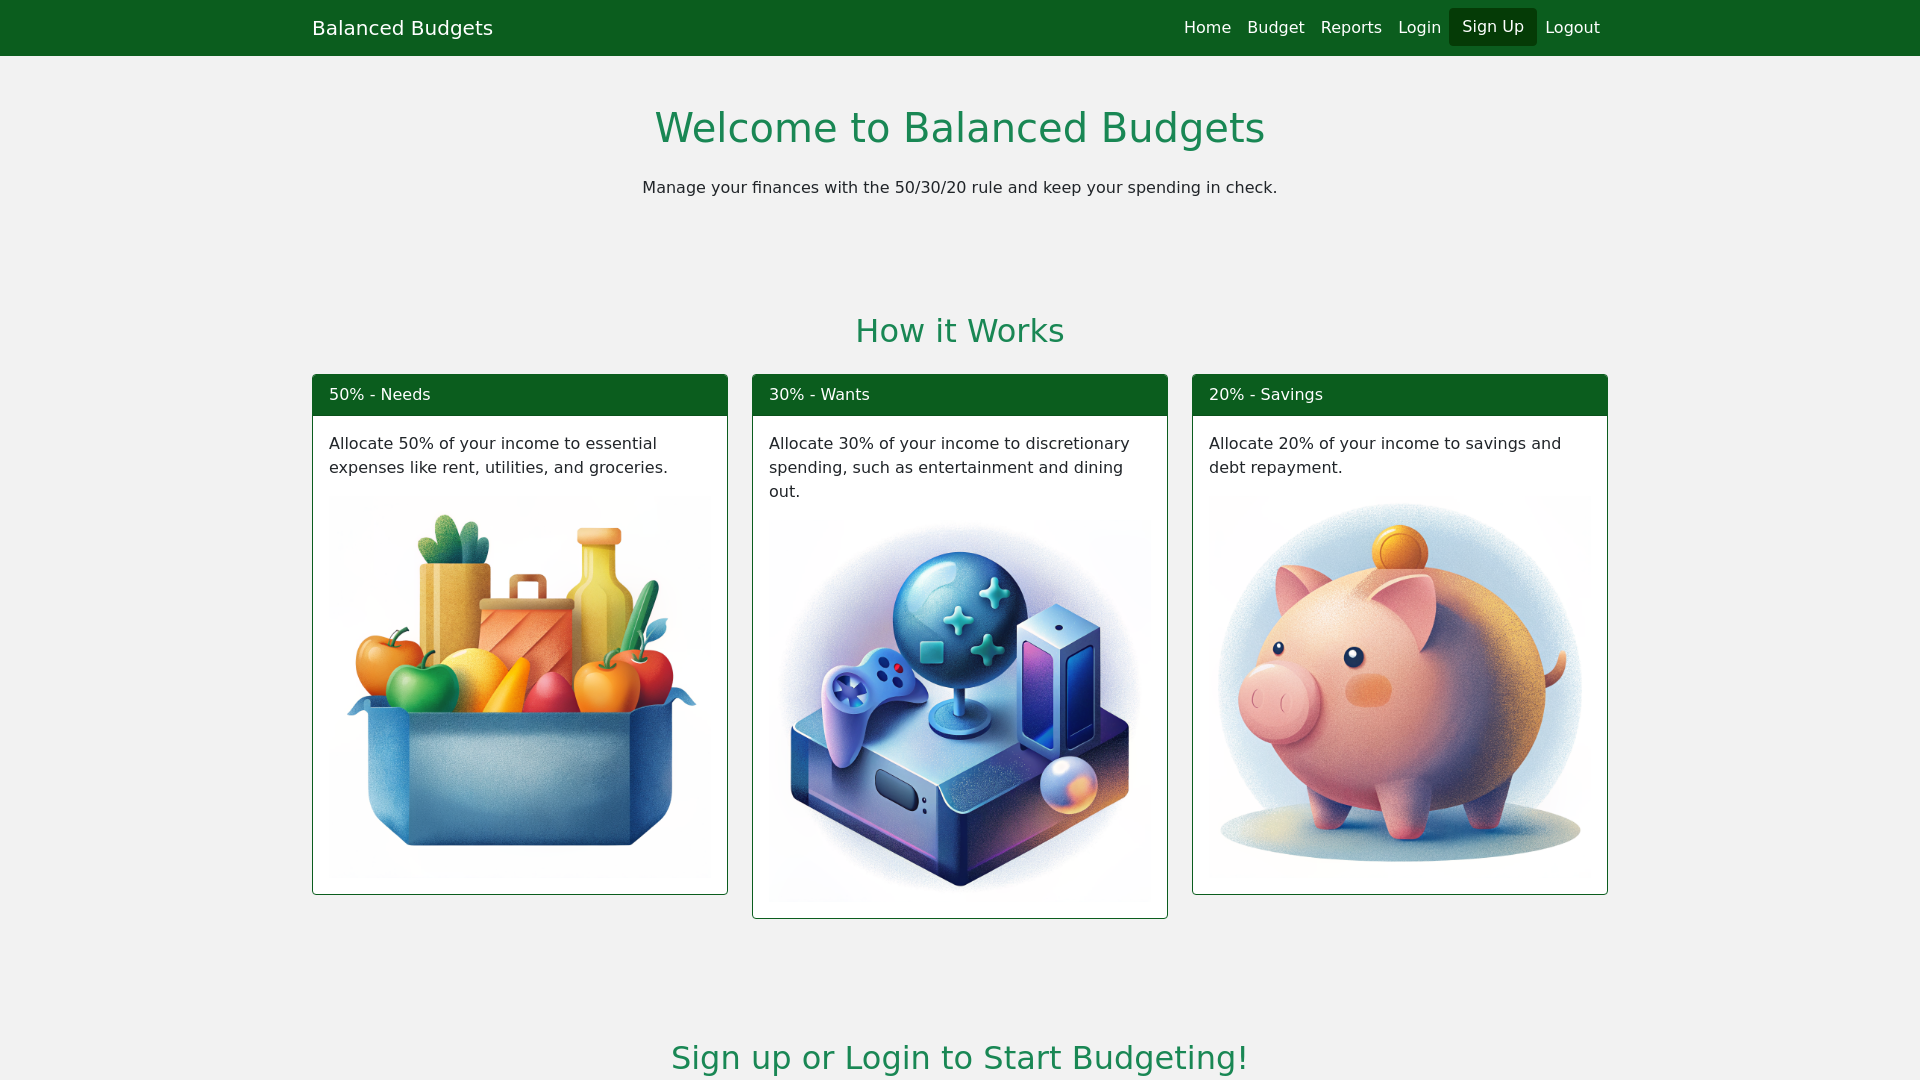 Balanced Budgets
Home Budget Reports Login Sign Up Logout
Welcome to Balanced Budgets
Manage your finances with the 50/30/20 rule and keep your spending in check.
How it Works
50% - Needs
Allocate 50% of your income to essential
expenses like rent, utilities, and groceries.
30% - Wants
Allocate 30% of your income to discretionary
spending, such as entertainment and dining
out.
20% - Savings
Allocate 20% of your income to savings and
debt repayment.
Sign up or Login to Start Budgeting!